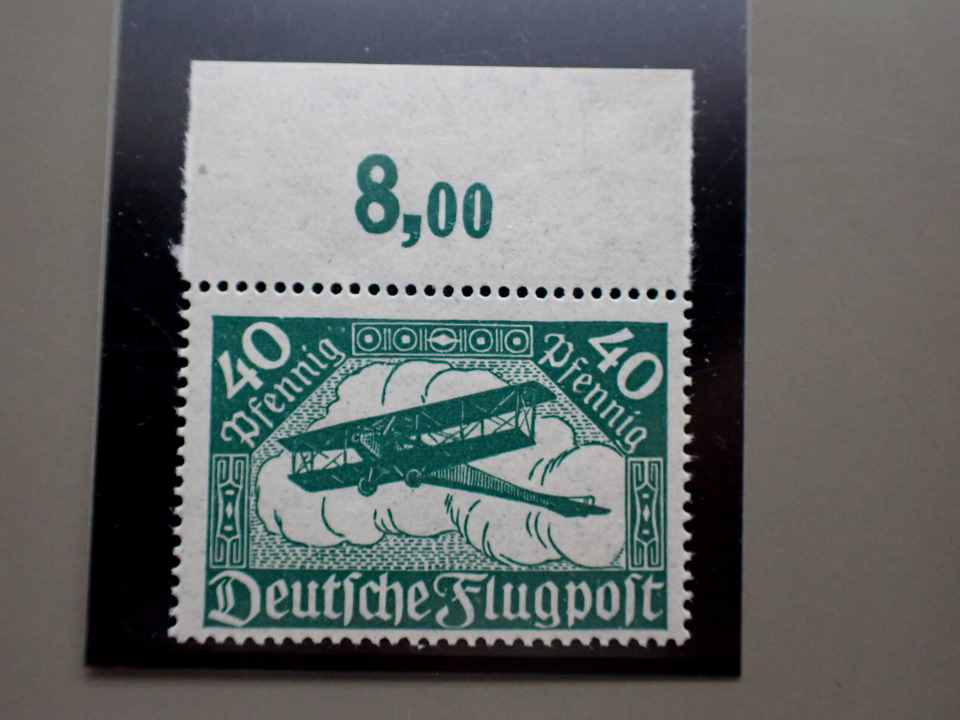 8,00
40 40
Pfennig Pfennig
Deutſche Flugpoſt